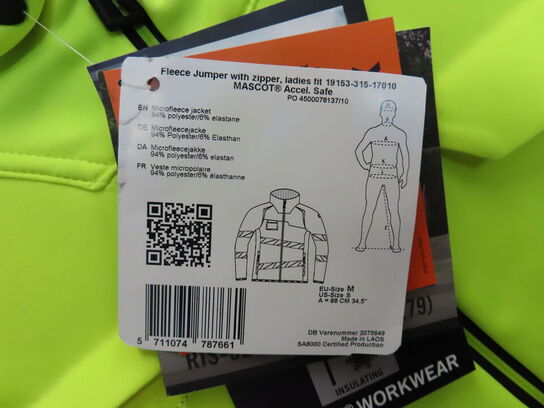 Fleece Jumper with zipper, ladies fit 19153-315-17010
MASCOT® Accel. Safe
PO 4500078137/10
EN Microfleece jacket
94% polyester/6% elastane
DE Microfleecejacke
94% Polyester/6% Elasthan
DA Microfleecejakke
94% polyester/6% elastan
FR Veste micropolaire
94% polyester/6% élasthanne
EU-Size M
US-Size S
A = 88 CM 34.5"
5 711074 787661
DB Varenummer 2075649
Made in LAOS
SA8000 Certified Production
INSULATING
WORKWEAR